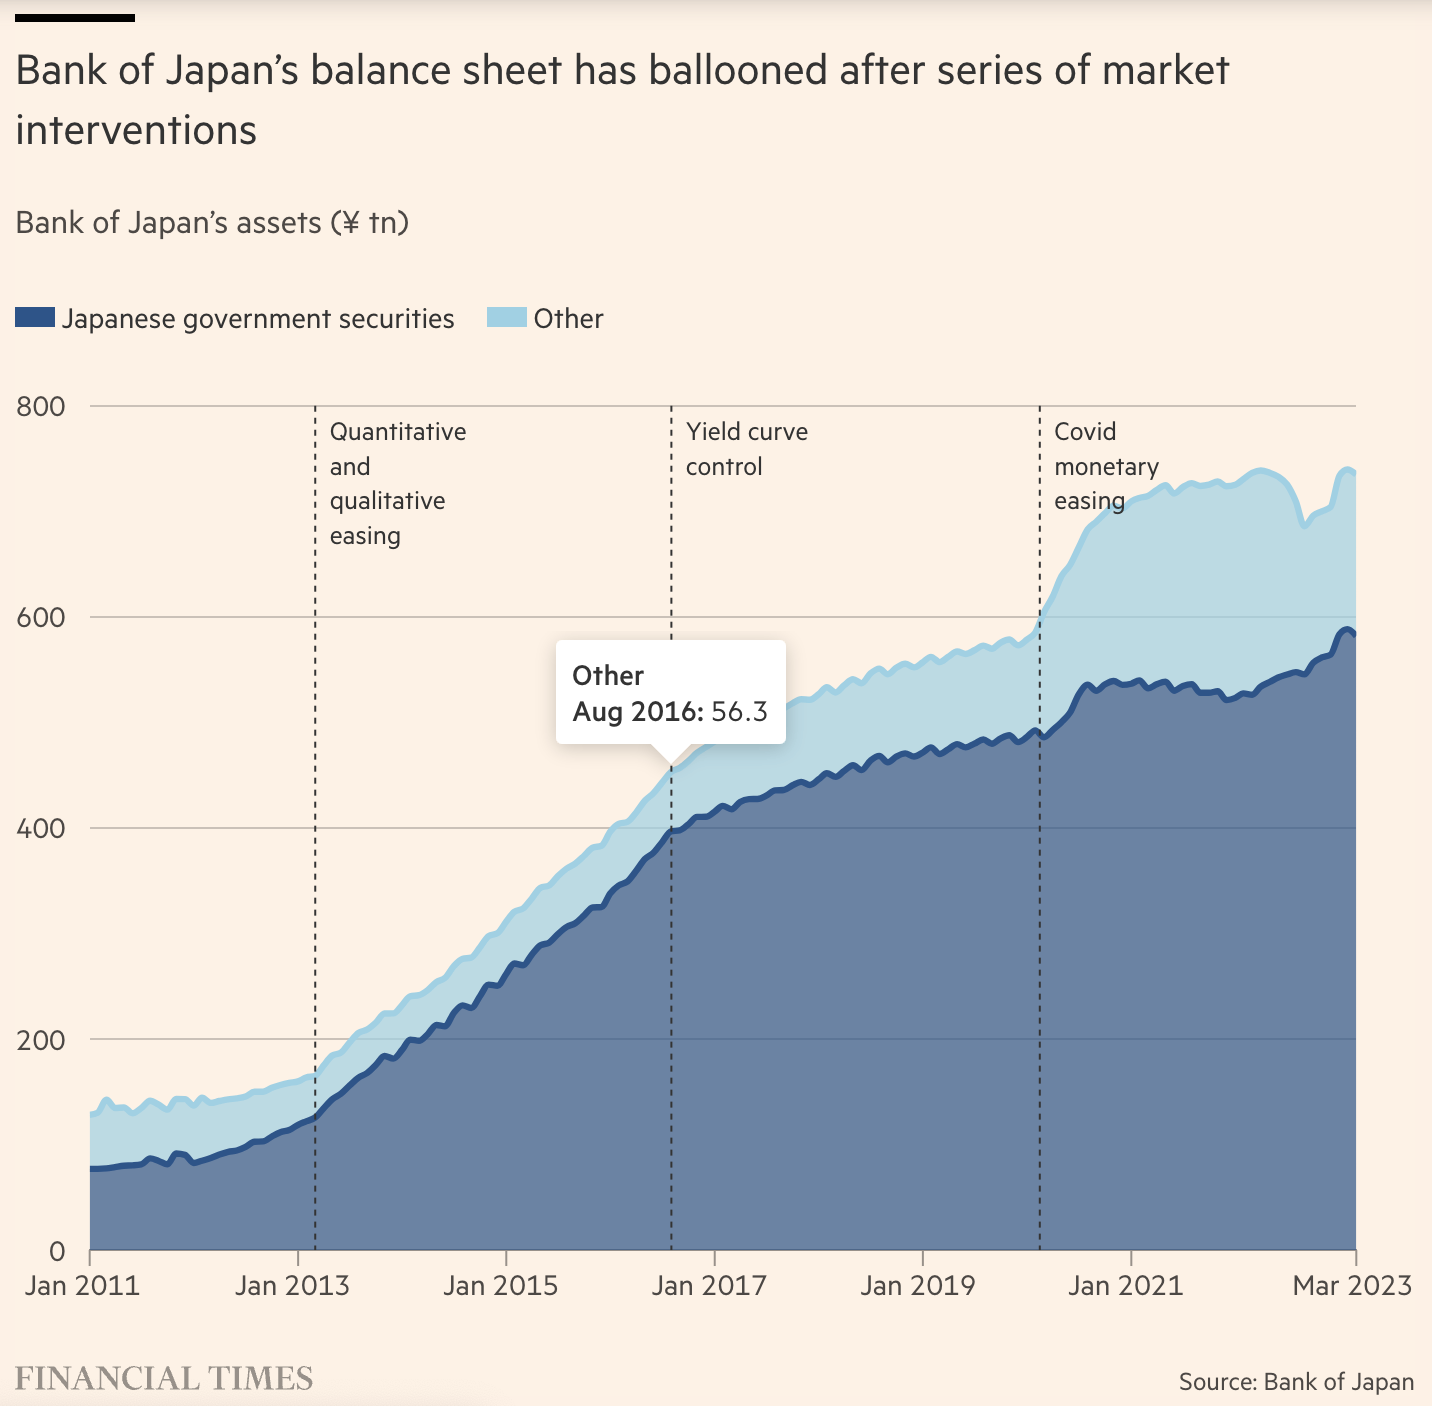 Bank of Japan’s balance sheet has ballooned after series of market
interventions
Bank of Japan’s assets (¥ tn)
Japanese government securities
Other
800
600
400
200
0
Quantitative
and
qualitative
easing
Yield curve
control
Covid
monetary
easing
Other
Aug 2016: 56.3
Jan 2011
Jan 2013
Jan 2015
Jan 2017
Jan 2019
Jan 2021
Mar 2023
FINANCIAL TIMES
Source: Bank of Japan